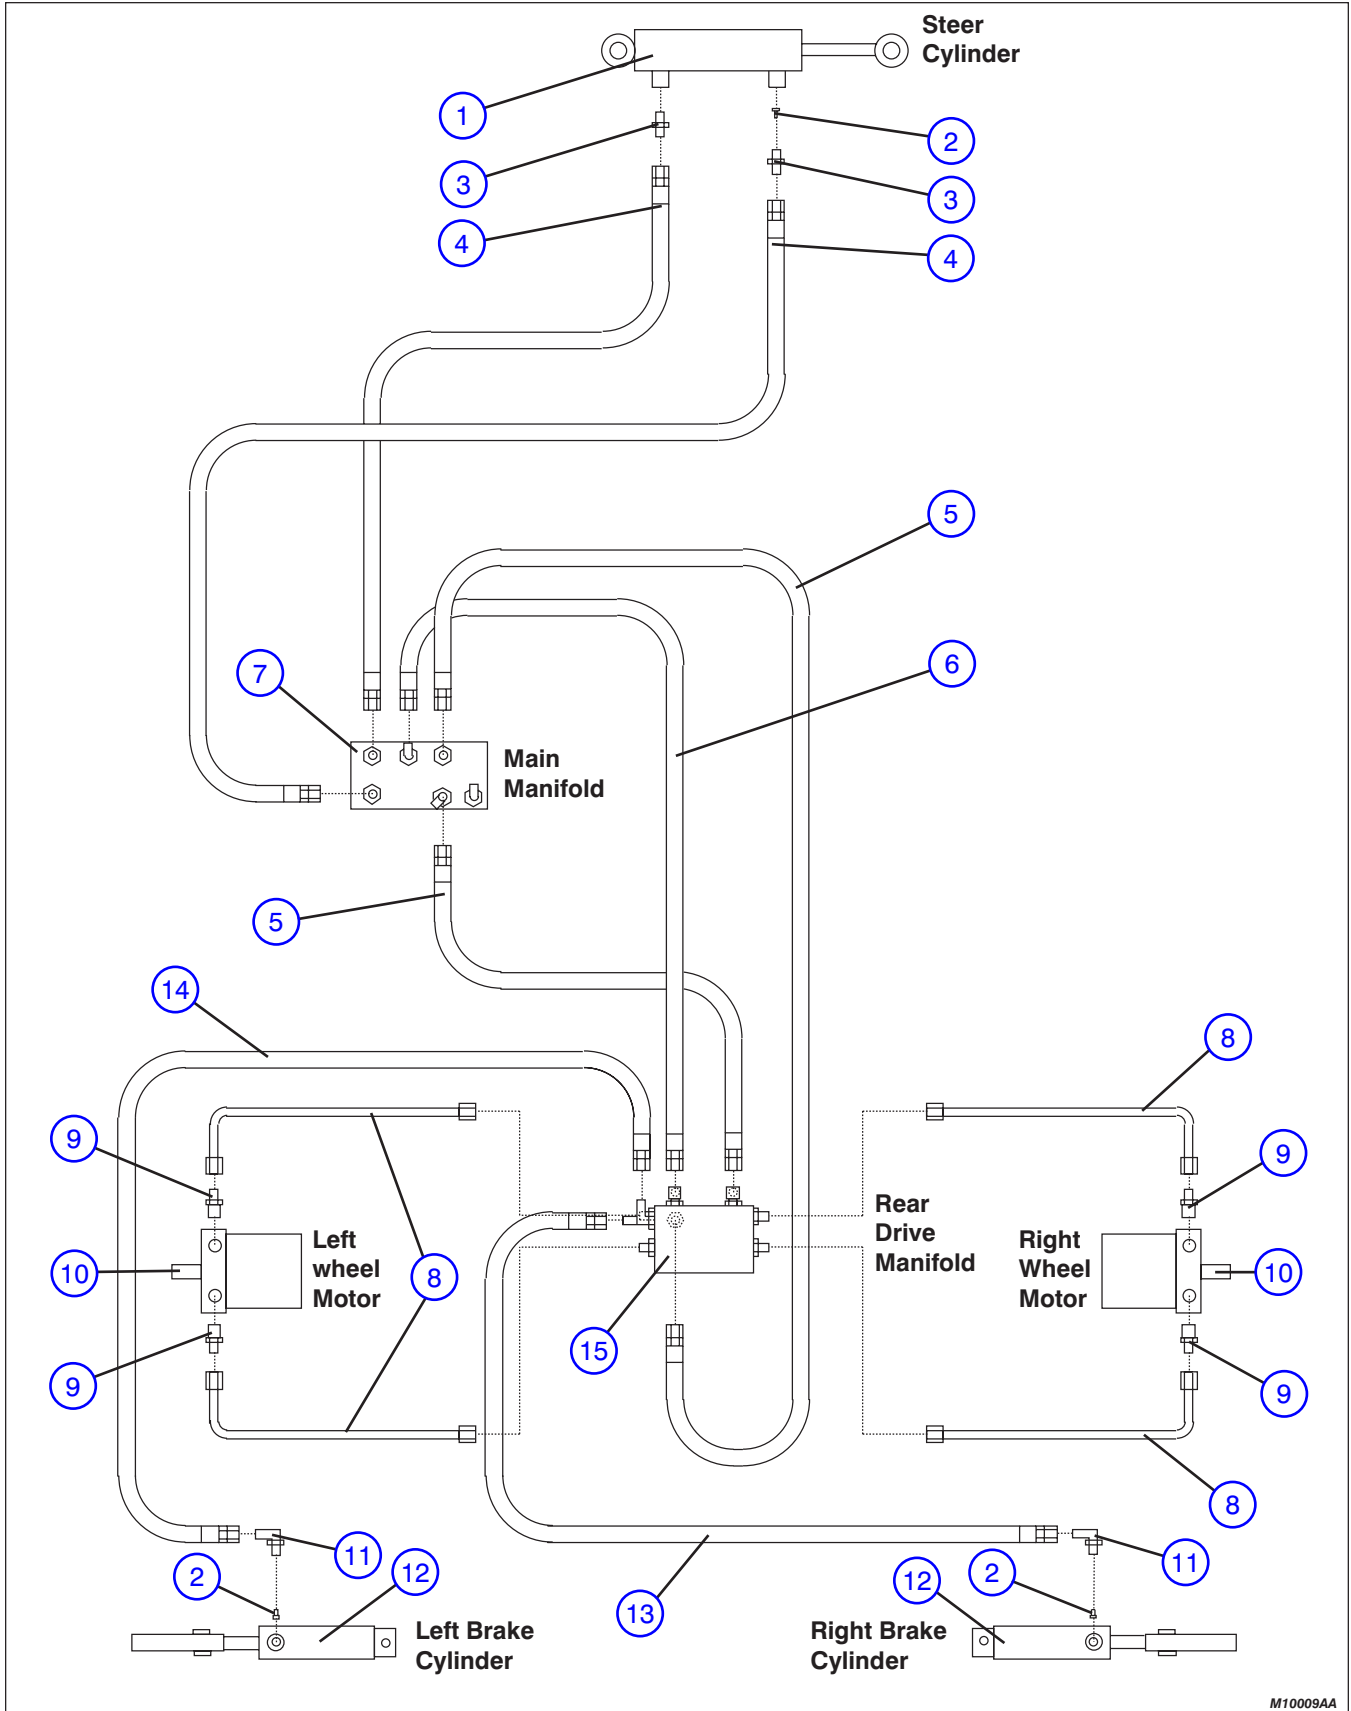 Steer
Cylinder
1
2
3
3
4
4
5
6
7
Main
Manifold
5
14
8
9
9
Rear
Drive
Manifold
Left
wheel
Motor
Right
Wheel
Motor
10
8
10
15
9
9
8
11
11
2
12
12
2
13
Left Brake
Cylinder
Right Brake
Cylinder
M10009AA